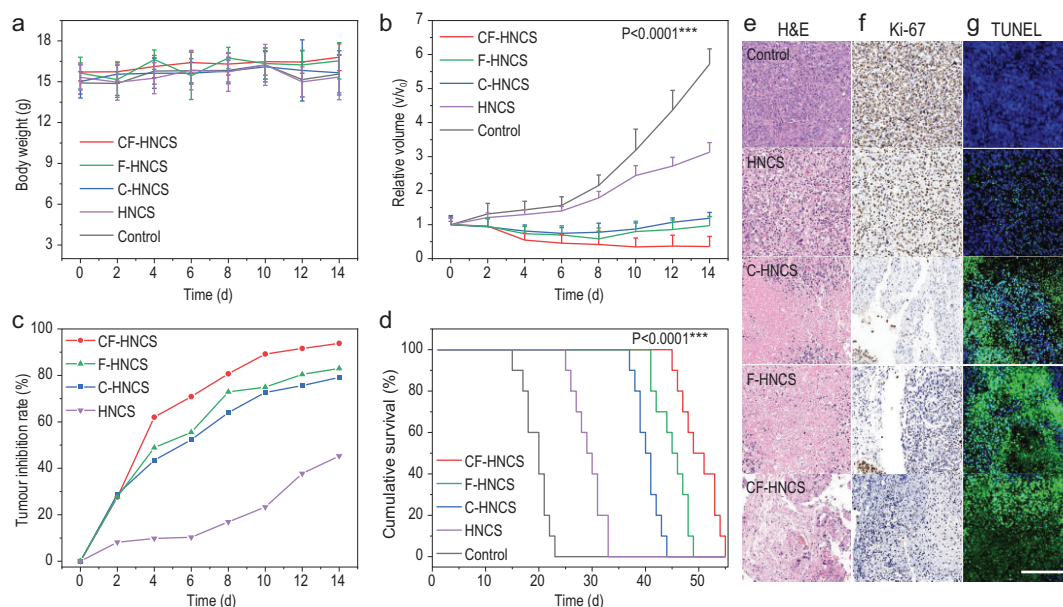 a
Body weight (g)
18
15
12
9
6
3
CF-HNCS
F-HNCS
C-HNCS
HNCS
Control
0 2 4 6 8 10 12 14
Time (d)
b
Relative volume (v/v0)
7
6
5
4
3
2
1
0
CF-HNCS
F-HNCS
C-HNCS
HNCS
Control
P<0.0001***
0 2 4 6 8 10 12 14
Time (d)
c
Tumour inhibition rate (%)
100
80
60
40
20
0
CF-HNCS
F-HNCS
C-HNCS
HNCS
0 2 4 6 8 10 12 14
Time (d)
d
Cumulative survival (%)
P<0.0001***
100
80
60
40
20
0
CF-HNCS
F-HNCS
C-HNCS
HNCS
Control
10 20 30 40 50
Time (d)
e f g
H&E Ki-67 TUNEL
Control
HNCS
C-HNCS
F-HNCS
CF-HNCS